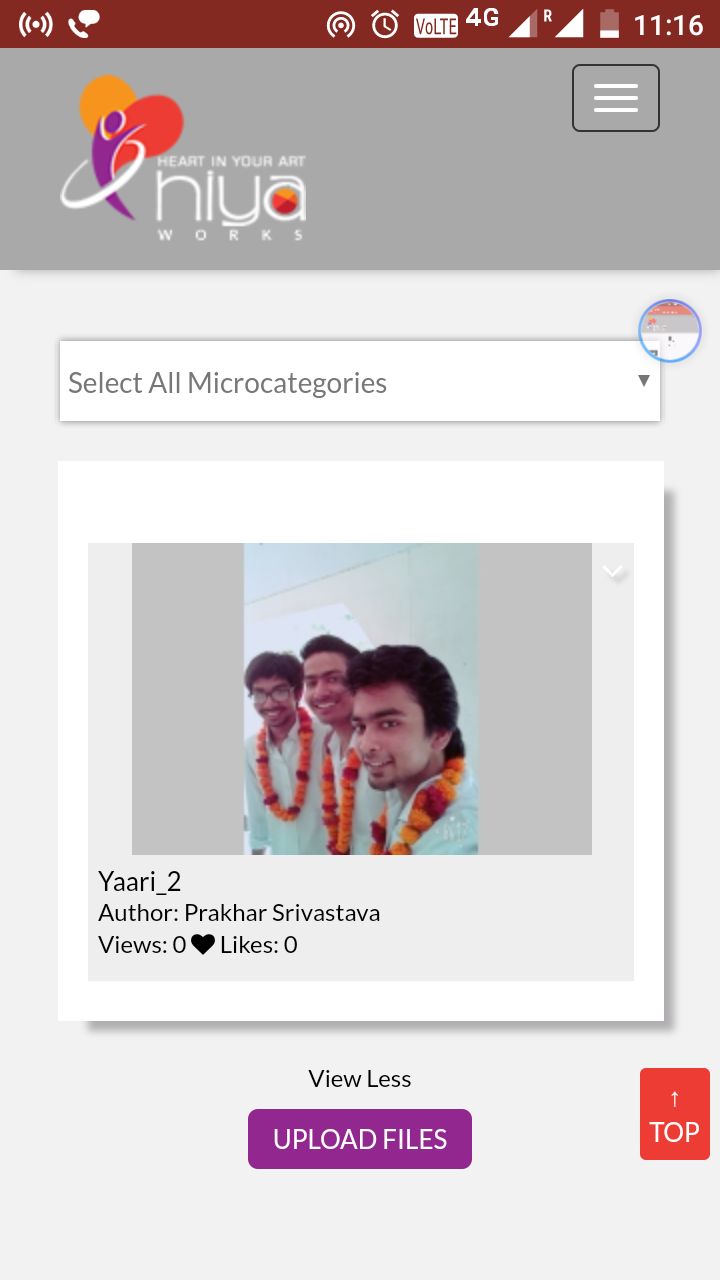 VoLTE 4G R 11:16
HEART IN YOUR ART
hiya
WORKS
Select All Microcategories
Yaari_2
Author: Prakhar Srivastava
Views: 0 Likes: 0
View Less
UPLOAD FILES
↑
TOP